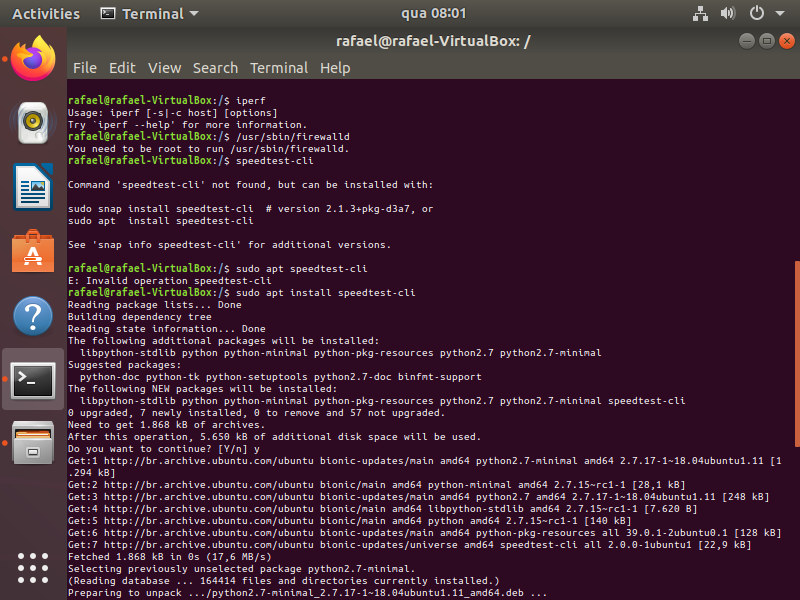 Activities Terminal qua 08:01
rafael@rafael-VirtualBox: /
File Edit View Search Terminal Help
rafael@rafael-VirtualBox:/$ iperf
Usage: iperf [-s|-c host] [options]
Try `iperf --help' for more information.
rafael@rafael-VirtualBox:/$ /usr/sbin/firewalld
You need to be root to run /usr/sbin/firewalld.
rafael@rafael-VirtualBox:/$ speedtest-cli
Command 'speedtest-cli' not found, but can be installed with:
sudo snap install speedtest-cli  # version 2.1.3+pkg-d3a7, or
sudo apt  install speedtest-cli
See 'snap info speedtest-cli' for additional versions.
rafael@rafael-VirtualBox:/$ sudo apt speedtest-cli
E: Invalid operation speedtest-cli
rafael@rafael-VirtualBox:/$ sudo apt install speedtest-cli
Reading package lists... Done
Building dependency tree
Reading state information... Done
The following additional packages will be installed:
  libpython-stdlib python python-minimal python-pkg-resources python2.7 python2.7-minimal
Suggested packages:
  python-doc python-tk python-setuptools python2.7-doc binfmt-support
The following NEW packages will be installed:
  libpython-stdlib python python-minimal python-pkg-resources python2.7 python2.7-minimal speedtest-cli
0 upgraded, 7 newly installed, 0 to remove and 57 not upgraded.
Need to get 1.868 kB of archives.
After this operation, 5.650 kB of additional disk space will be used.
Do you want to continue? [Y/n] y
Get:1 http://br.archive.ubuntu.com/ubuntu bionic-updates/main amd64 python2.7-minimal amd64 2.7.17-1~18.04ubuntu1.11 [1
.294 kB]
Get:2 http://br.archive.ubuntu.com/ubuntu bionic/main amd64 python-minimal amd64 2.7.15~rc1-1 [28,1 kB]
Get:3 http://br.archive.ubuntu.com/ubuntu bionic-updates/main amd64 python2.7 amd64 2.7.17-1~18.04ubuntu1.11 [248 kB]
Get:4 http://br.archive.ubuntu.com/ubuntu bionic/main amd64 libpython-stdlib amd64 2.7.15~rc1-1 [7.620 B]
Get:5 http://br.archive.ubuntu.com/ubuntu bionic/main amd64 python amd64 2.7.15~rc1-1 [140 kB]
Get:6 http://br.archive.ubuntu.com/ubuntu bionic-updates/main amd64 python-pkg-resources all 39.0.1-2ubuntu0.1 [128 kB]
Get:7 http://br.archive.ubuntu.com/ubuntu bionic-updates/universe amd64 speedtest-cli all 2.0.0-1ubuntu1 [22,9 kB]
Fetched 1.868 kB in 0s (17,6 MB/s)
Selecting previously unselected package python2.7-minimal.
(Reading database ... 164414 files and directories currently installed.)
Preparing to unpack .../python2.7-minimal_2.7.17-1~18.04ubuntu1.11_amd64.deb ...